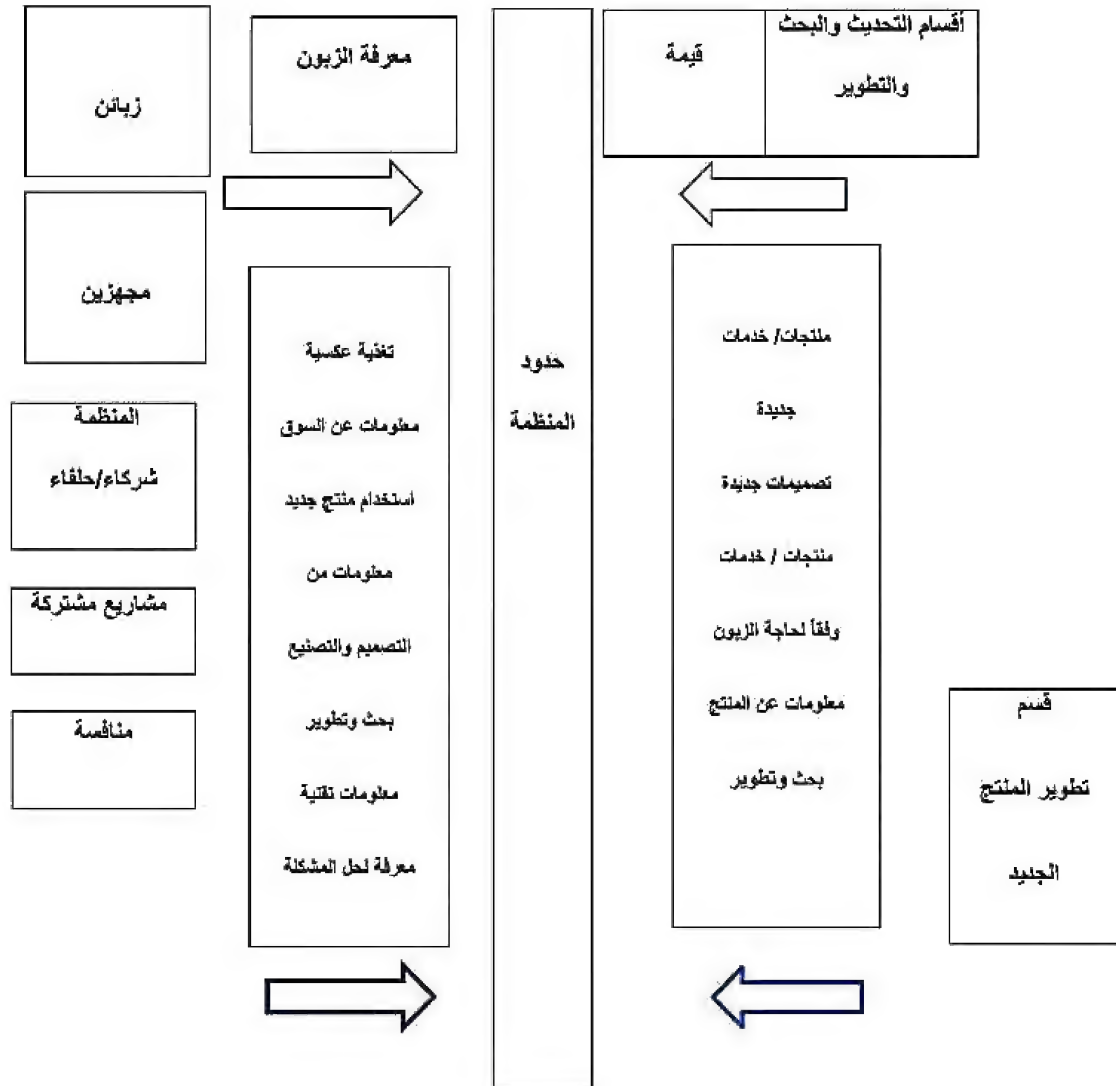 أقسام التحديث والبحث
والتطوير
قيمة
معرفة الزبون
زبائن
مجهزين
المنظمة
شركاء/حلفاء
مشاريع مشتركة
منافسة
تغذية عكسية
معلومات عن السوق
استخدام منتج جديد
معلومات من
التصميم والتصنيع
بحث وتطوير
معلومات تقنية
معرفة لحل المشكلة
حدود
المنظمة
منتجات/ خدمات
جديدة
تصميمات جديدة
منتجات / خدمات
وفقاً لحاجة الزبون
معلومات عن المنتج
بحث وتطوير
قسم
تطوير المنتج
الجديد